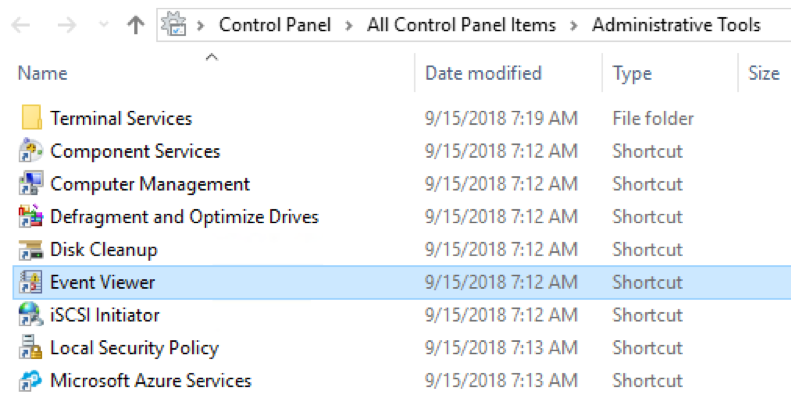 Control Panel > All Control Panel Items > Administrative Tools
Name Date modified Type Size
Terminal Services 9/15/2018 7:19 AM File folder
Component Services 9/15/2018 7:12 AM Shortcut
Computer Management 9/15/2018 7:12 AM Shortcut
Defragment and Optimize Drives 9/15/2018 7:12 AM Shortcut
Disk Cleanup 9/15/2018 7:12 AM Shortcut
Event Viewer 9/15/2018 7:12 AM Shortcut
iSCSI Initiator 9/15/2018 7:12 AM Shortcut
Local Security Policy 9/15/2018 7:13 AM Shortcut
Microsoft Azure Services 9/15/2018 7:13 AM Shortcut